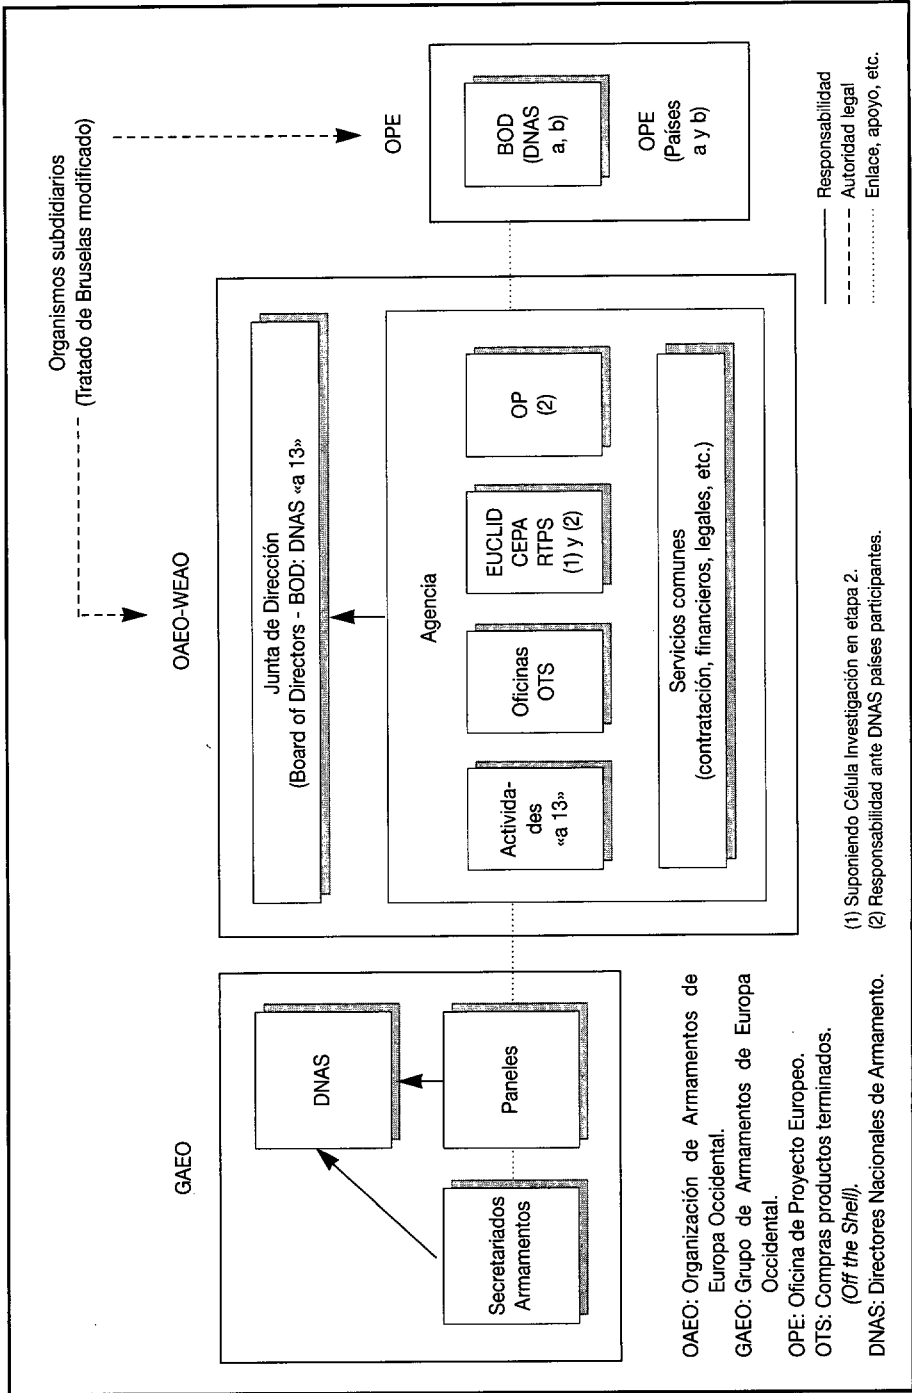 Organismos subdidiarios
(Tratado de Bruselas modificado)
GAEO
DNAS
Paneles
Secretariados
Armamentos
OAEO-WEAO
Junta de Dirección
(Board of Directors - BOD: DNAS «a 13»
Agencia
Activida-
des
«a 13»
Oficinas
OTS
EUCLID
CEPA
RTPS
(1) y (2)
OP
(2)
Servicios comunes
(contratación, financieros, legales, etc.)
OPE
BOD
(DNAS
a, b)
OPE
(Países
a y b)
OAEO: Organización de Armamentos de
Europa Occidental.
GAEO: Grupo de Armamentos de Europa
Occidental.
OPE: Oficina de Proyecto Europeo.
OTS: Compras productos terminados.
(Off the Shell).
DNAS: Directores Nacionales de Armamento.
(1) Suponiendo Célula Investigación en etapa 2.
(2) Responsabilidad ante DNAS países participantes.
Responsabilidad
Autoridad legal
Enlace, apoyo, etc.